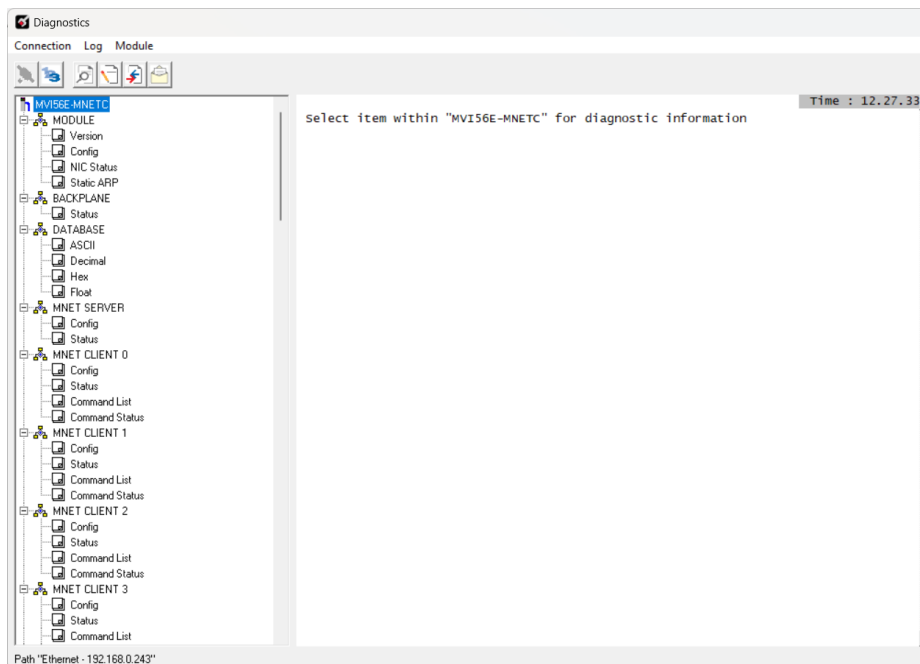 Diagnostics
Connection Log Module
MVI56E-MNETC
MODULE
Version
Config
NIC Status
Static ARP
BACKPLANE
Status
DATABASE
ASCII
Decimal
Hex
Float
MNET SERVER
Config
Status
MNET CLIENT 0
Config
Status
Command List
Command Status
MNET CLIENT 1
Config
Status
Command List
Command Status
MNET CLIENT 2
Config
Status
Command List
Command Status
MNET CLIENT 3
Config
Status
Command List
Time : 12.27.33
Select item within "MVI56E-MNETC" for diagnostic information
Path "Ethernet - 192.168.0.243"